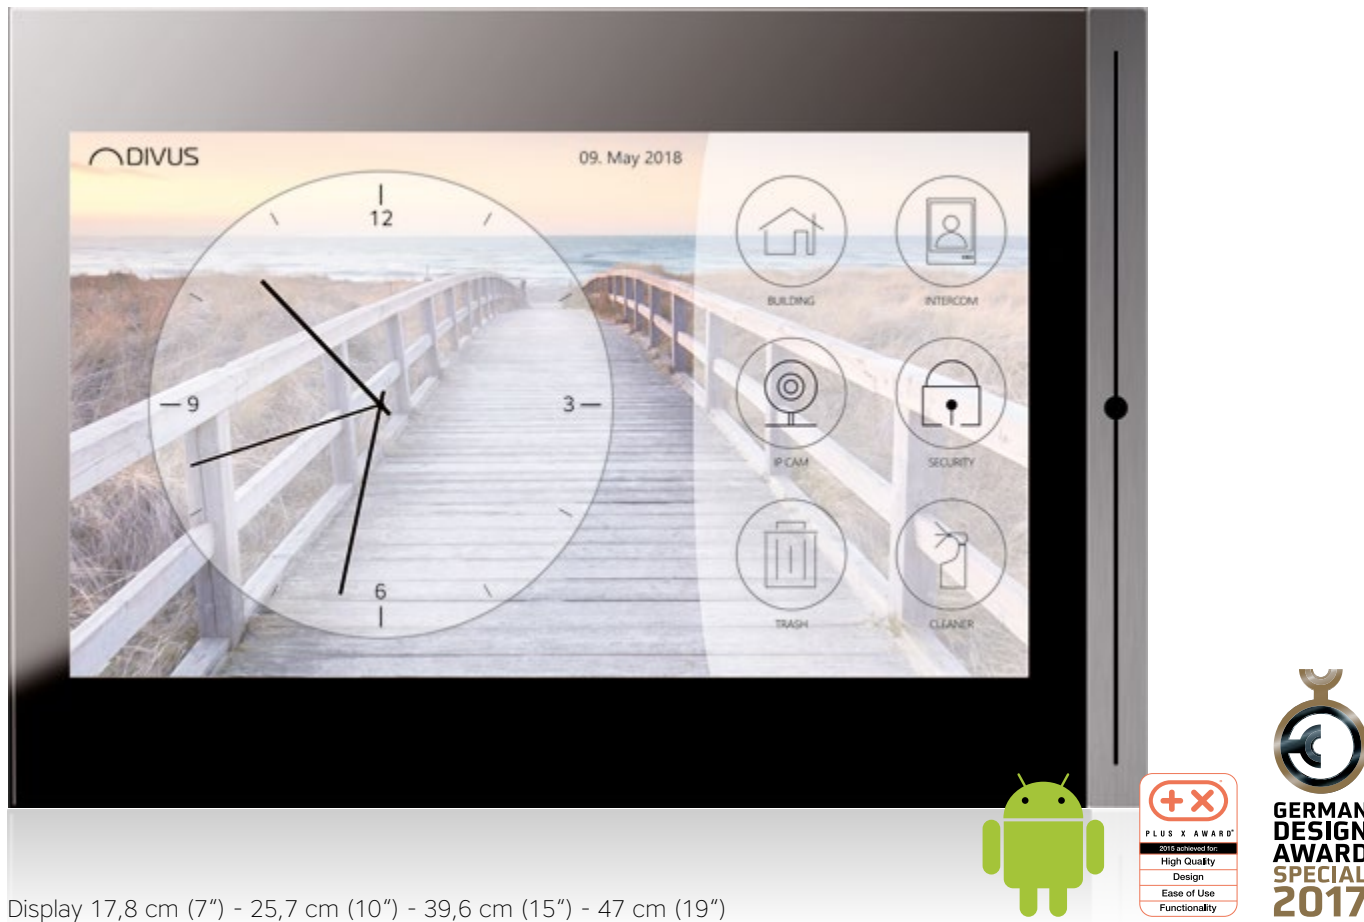 DIVUS
09. May 2018
12
9
3
6
BUILDING
INTERCOM
IP CAM
SECURITY
TRASH
CLEANER
PLUS X AWARD
2015 achieved for:
High Quality
Design
Ease of Use
Functionality
GERMAN
DESIGN
AWARD
SPECIAL
2017
Display 17,8 cm (7“) - 25,7 cm (10“) - 39,6 cm (15“) - 47 cm (19“)